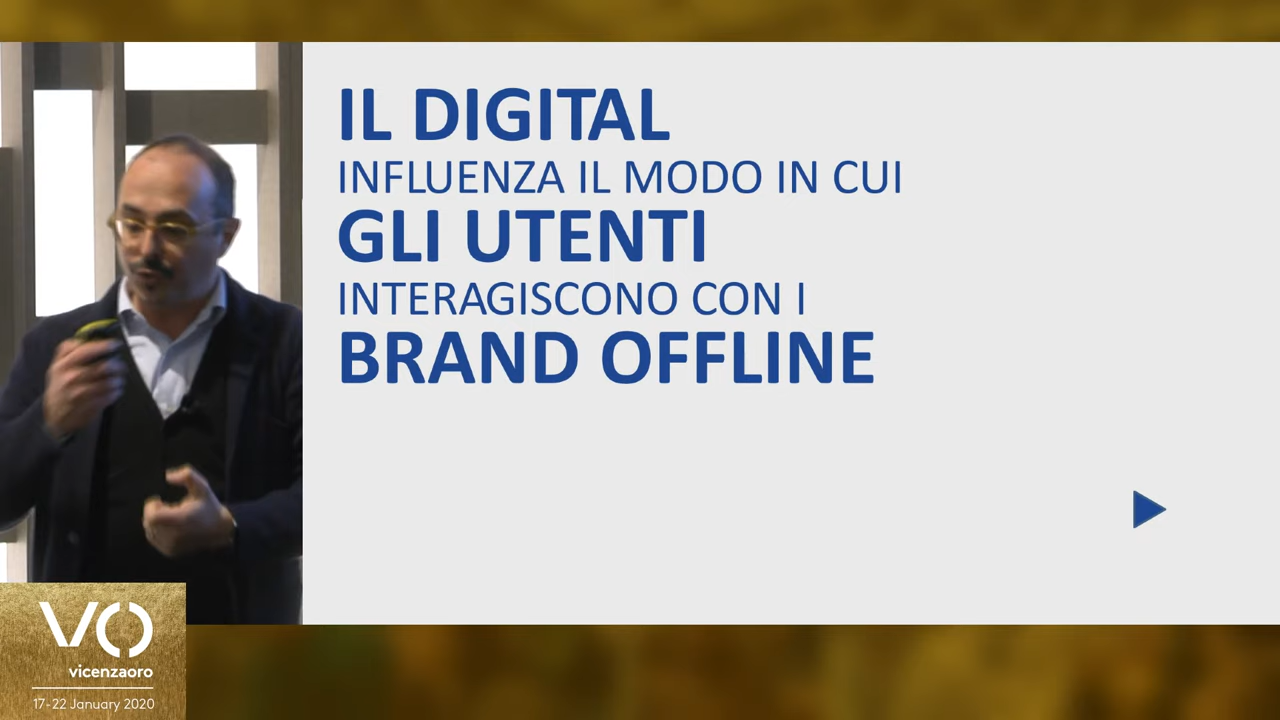 IL DIGITAL
INFLUENZA IL MODO IN CUI
GLI UTENTI
INTERAGISCONO CON I
BRAND OFFLINE
VO
vicenzaoro
17-22 January 2020